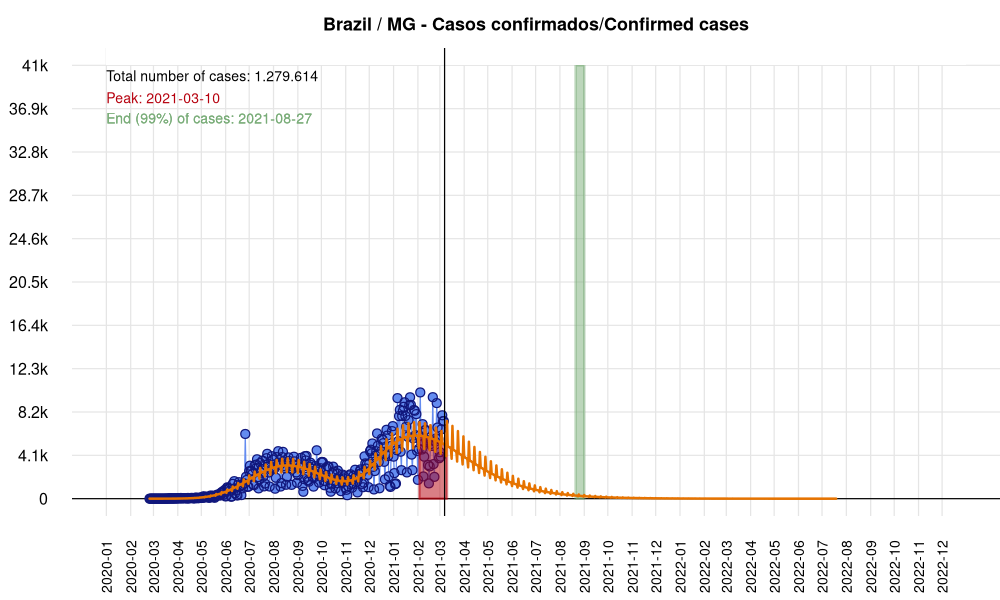 Brazil / MG - Casos confirmados/Confirmed cases
Total number of cases: 1.279.614
Peak: 2021-03-10
End (99%) of cases: 2021-08-27
41k
36.9k
32.8k
28.7k
24.6k
20.5k
16.4k
12.3k
8.2k
4.1k
0
2020-01
2020-02
2020-03
2020-04
2020-05
2020-06
2020-07
2020-08
2020-09
2020-10
2020-11
2020-12
2021-01
2021-02
2021-03
2021-04
2021-05
2021-06
2021-07
2021-08
2021-09
2021-10
2021-11
2021-12
2022-01
2022-02
2022-03
2022-04
2022-05
2022-06
2022-07
2022-08
2022-09
2022-10
2022-11
2022-12